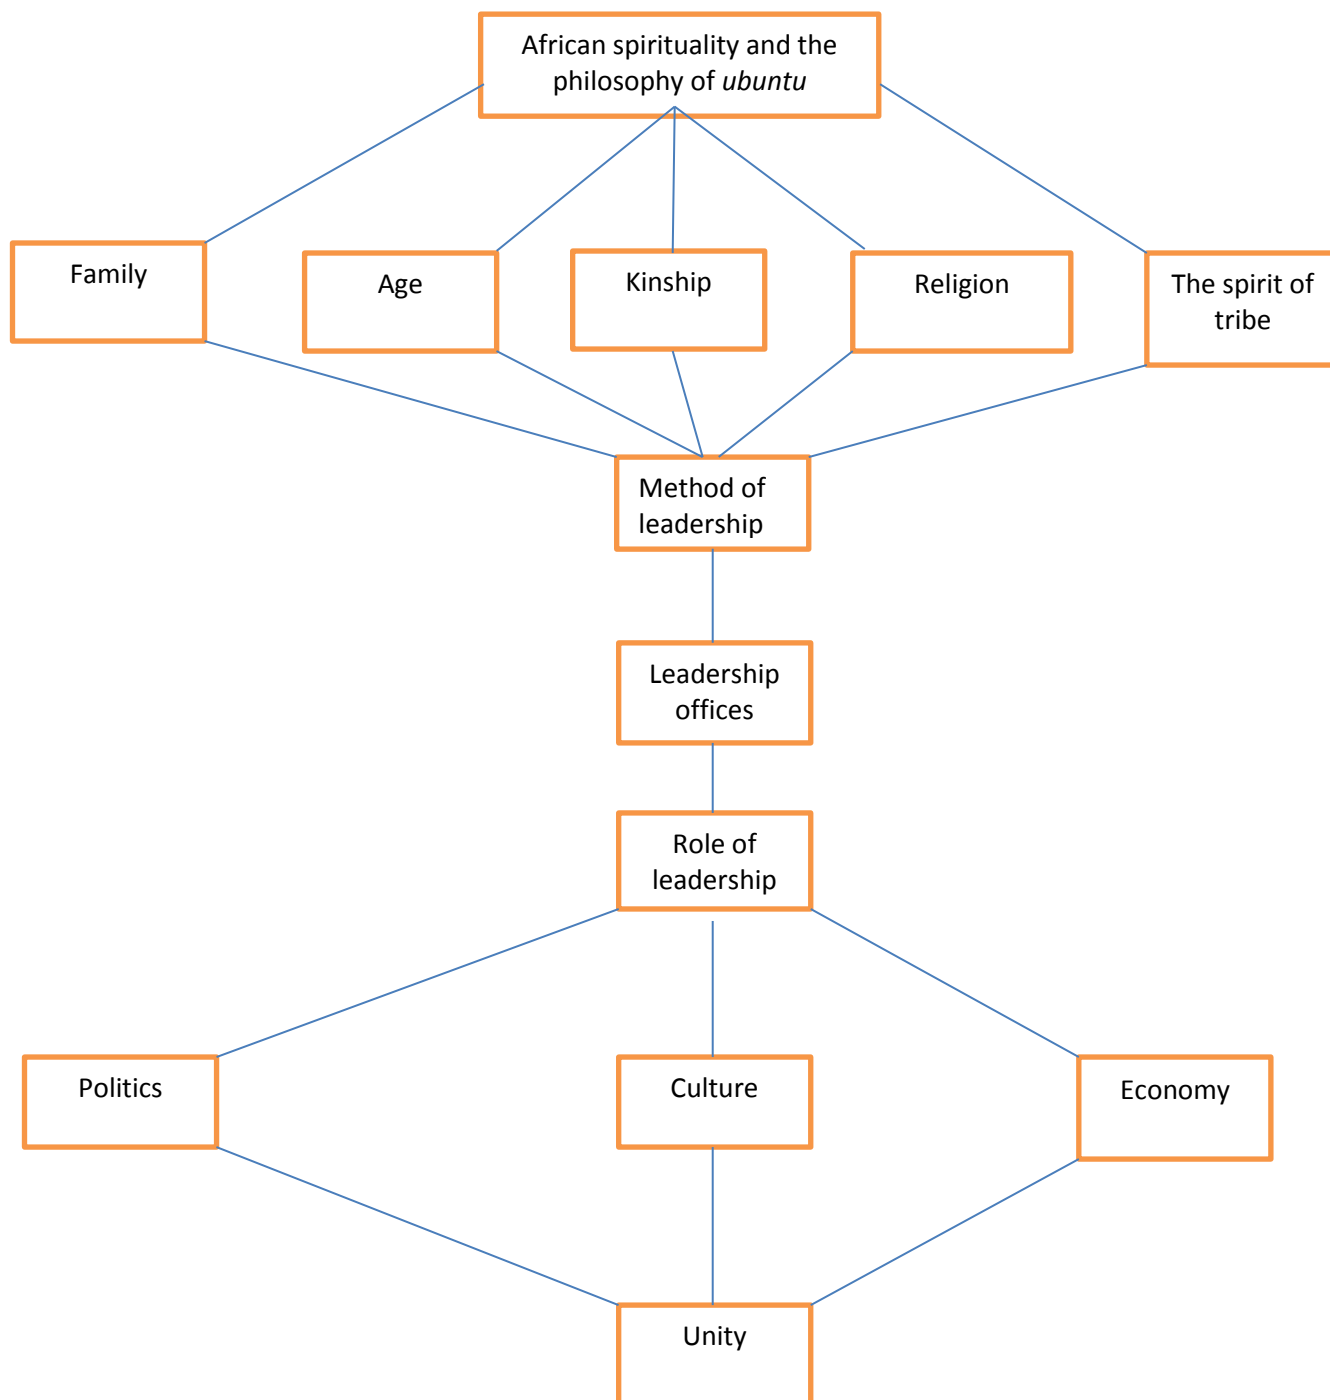 African spirituality and the
philosophy of ubuntu
Family
Age
Kinship
Religion
The spirit of
tribe
Method of
leadership
Leadership
offices
Role of
leadership
Politics
Culture
Economy
Unity